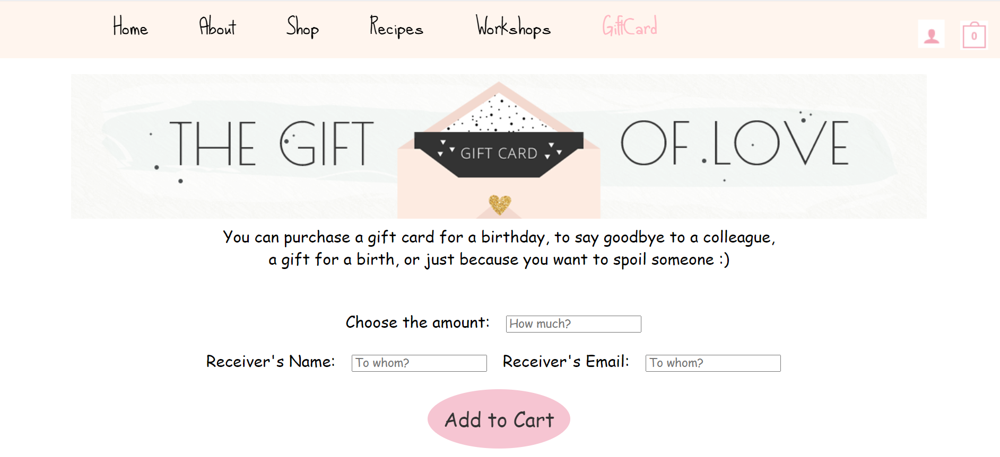 Home About Shop Recipes Workshops GiftCard
0
THE GIFT OF LOVE
GIFT CARD
You can purchase a gift card for a birthday, to say goodbye to a colleague,
a gift for a birth, or just because you want to spoil someone :)
Choose the amount: How much?
Receiver's Name: To whom? Receiver's Email: To whom?
Add to Cart